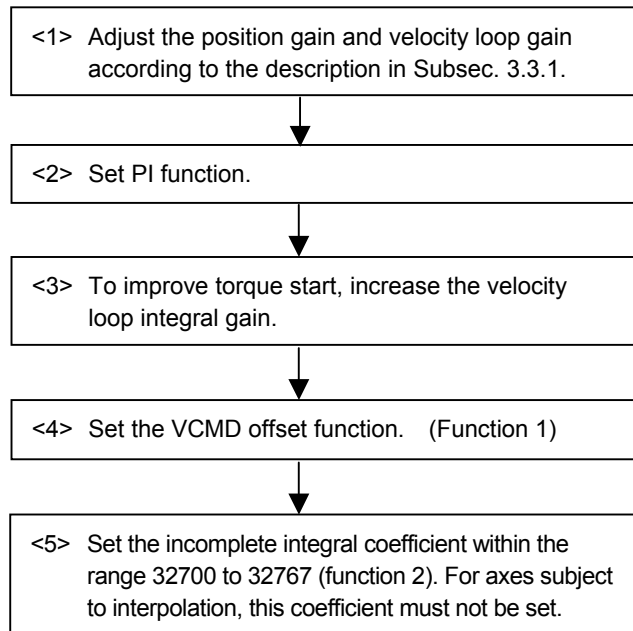 <1> Adjust the position gain and velocity loop gain
according to the description in Subsec. 3.3.1.
<2> Set PI function.
<3> To improve torque start, increase the velocity
loop integral gain.
<4> Set the VCMD offset function. (Function 1)
<5> Set the incomplete integral coefficient within the
range 32700 to 32767 (function 2). For axes subject
to interpolation, this coefficient must not be set.